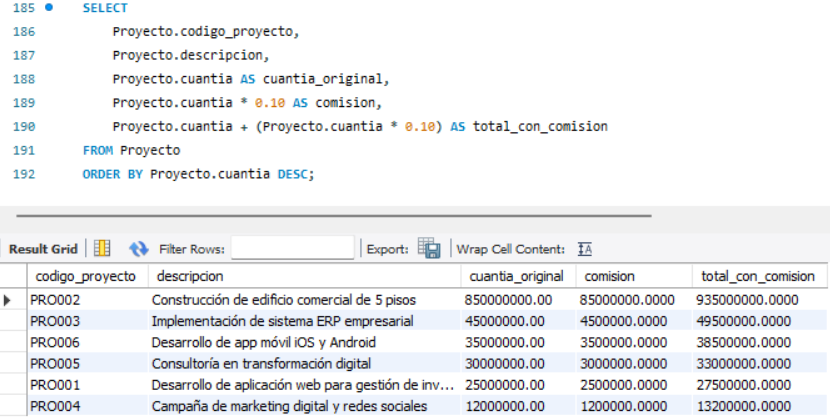 185 SELECT
186 Proyecto.codigo_proyecto,
187 Proyecto.descripcion,
188 Proyecto.cuantia AS cuantia_original,
189 Proyecto.cuantia * 0.10 AS comision,
190 Proyecto.cuantia + (Proyecto.cuantia * 0.10) AS total_con_comision
191 FROM Proyecto
192 ORDER BY Proyecto.cuantia DESC;
Result Grid Filter Rows: Export: Wrap Cell Content: IA
codigo_proyecto descripcion cuantia_original comision total_con_comision
PRO002 Construcción de edificio comercial de 5 pisos 850000000.00 85000000.0000 935000000.0000
PRO003 Implementación de sistema ERP empresarial 45000000.00 4500000.0000 49500000.0000
PRO006 Desarrollo de app móvil iOS y Android 35000000.00 3500000.0000 38500000.0000
PRO005 Consultoría en transformación digital 30000000.00 3000000.0000 33000000.0000
PRO001 Desarrollo de aplicación web para gestión de inv... 25000000.00 2500000.0000 27500000.0000
PRO004 Campaña de marketing digital y redes sociales 12000000.00 1200000.0000 13200000.0000